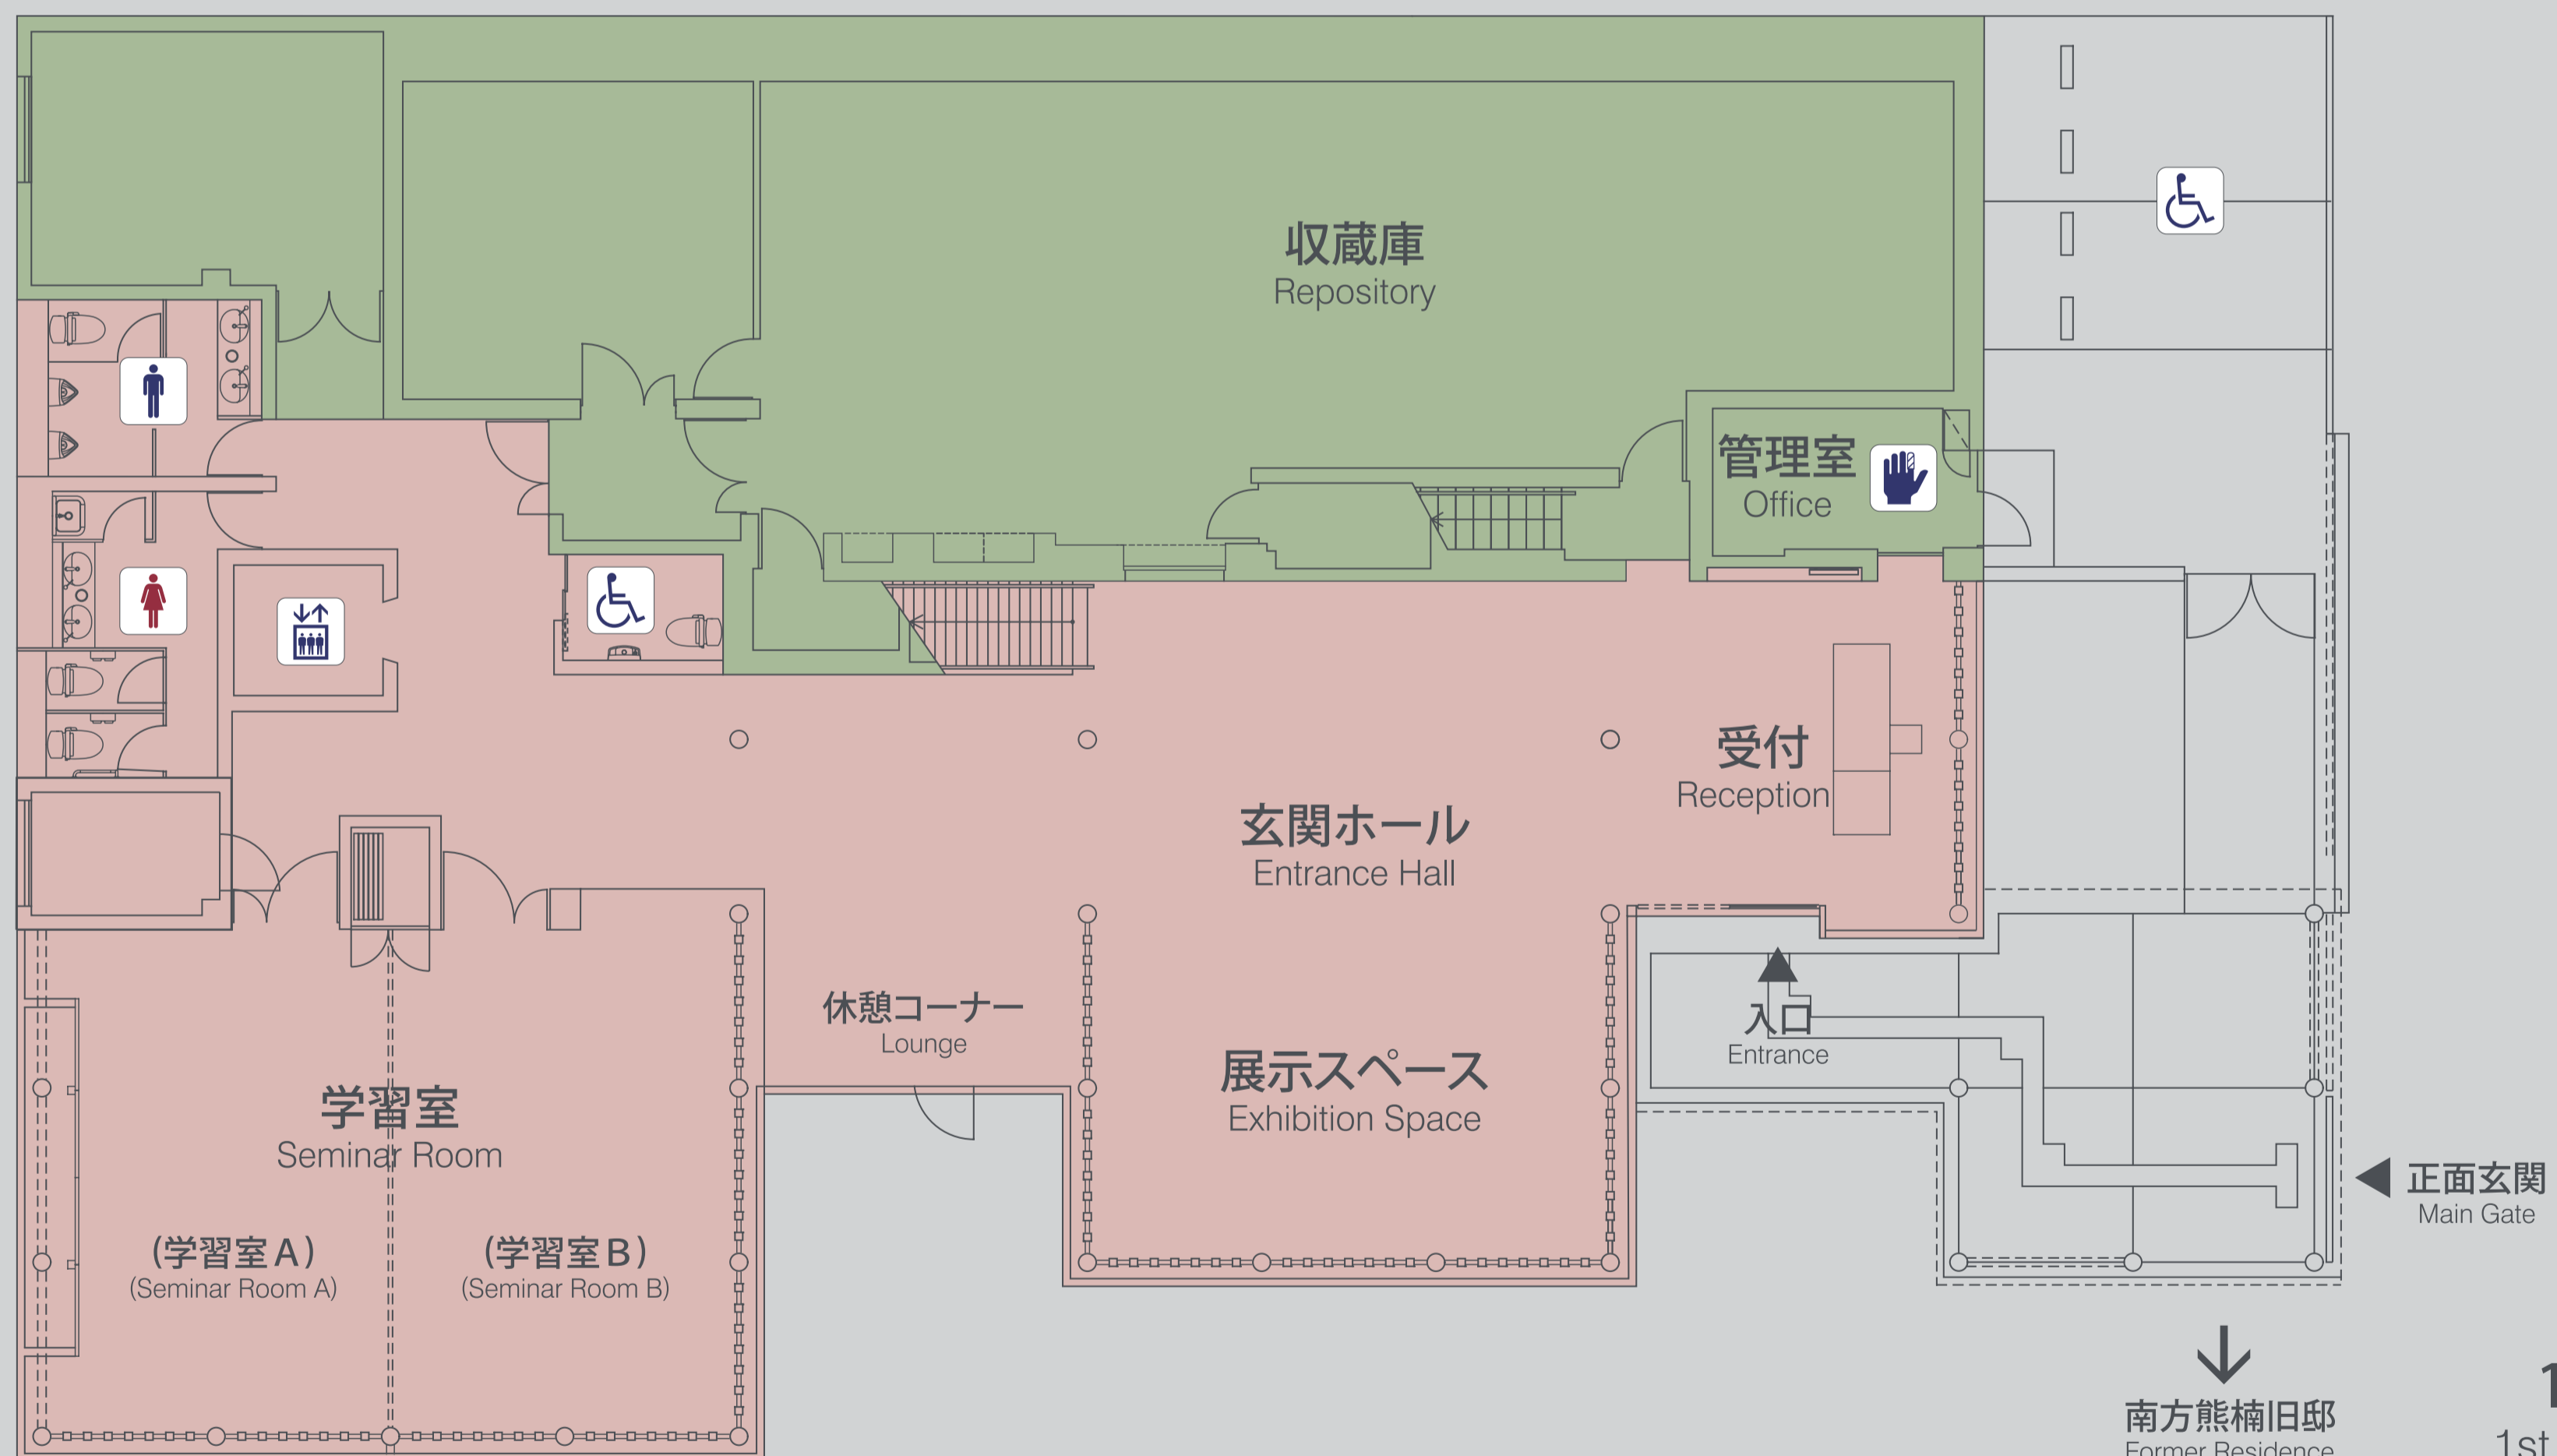 収蔵庫
Repository
管理室
Office
受付
Reception
玄関ホール
Entrance Hall
休憩コーナー
Lounge
展示スペース
Exhibition Space
入口
Entrance
学習室
Seminar Room
(学習室A)
(Seminar Room A)
(学習室B)
(Seminar Room B)
正面玄関
Main Gate
南方熊楠旧邸
Former Residence
1
1st